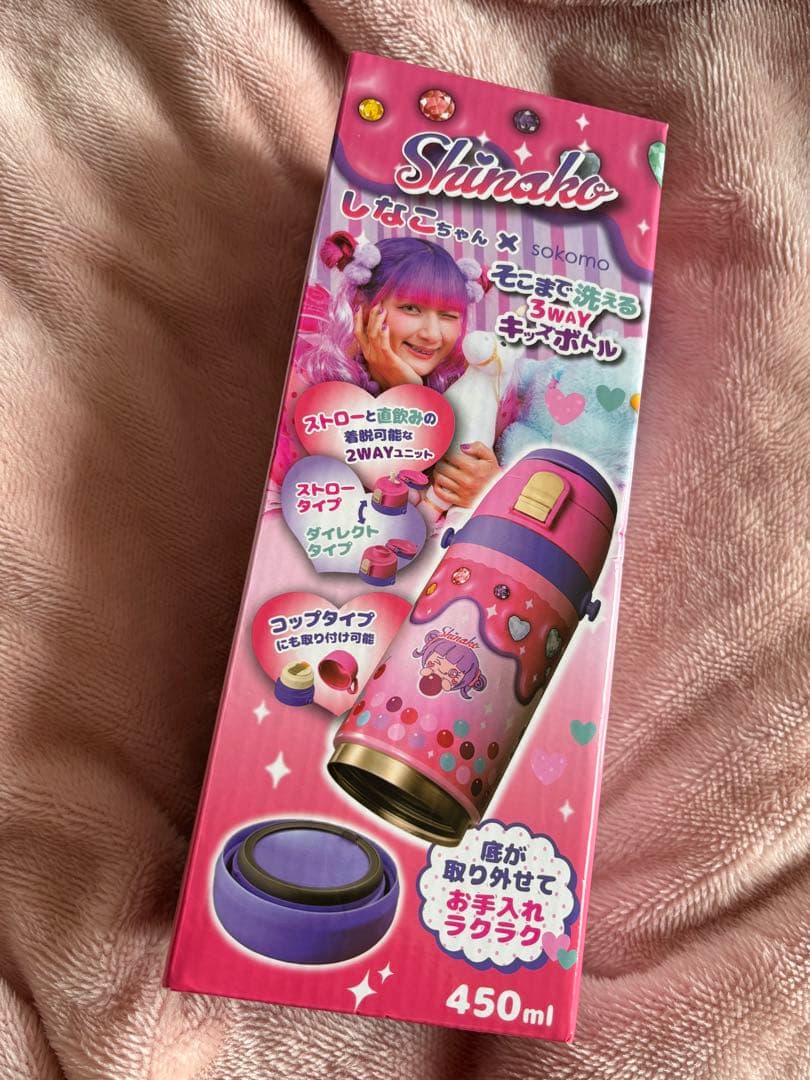 Shinako
しなこちゃん × sokomo
そこまで洗える
3WAY
キッズボトル
ストローと直飲みの
着脱可能な
2WAYユニット
ストロー
タイプ
ダイレクト
タイプ
コップタイプ
にも取り付け可能
Shinako
底が
取り外せて
お手入れ
ラクラク
450ml